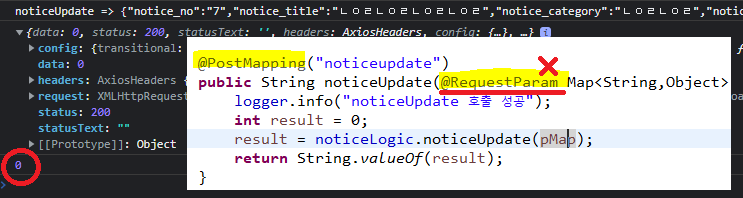 noticeUpdate => {"notice_no":"7","notice_title":"ㄴㅇㄹㄴㅇㄹㄴㅇㄹ","notice_category":"ㄴㅇㄹㄴㅇㄹㄴㅇㄹ","notic
{data: 0, status: 200, statusText: '', headers: AxiosHeaders, config: {…}, …}
config: {transitional:
data: 0
headers: AxiosHeaders {
request: XMLHttpReques
status: 200
statusText: ""
[[Prototype]]: Object
0
@PostMapping("noticeupdate")
public String noticeUpdate(@RequestParam Map<String,Object>
logger.info("noticeUpdate 호출 성공");
int result = 0;
result = noticeLogic.noticeUpdate(pMap);
return String.valueOf(result);
}